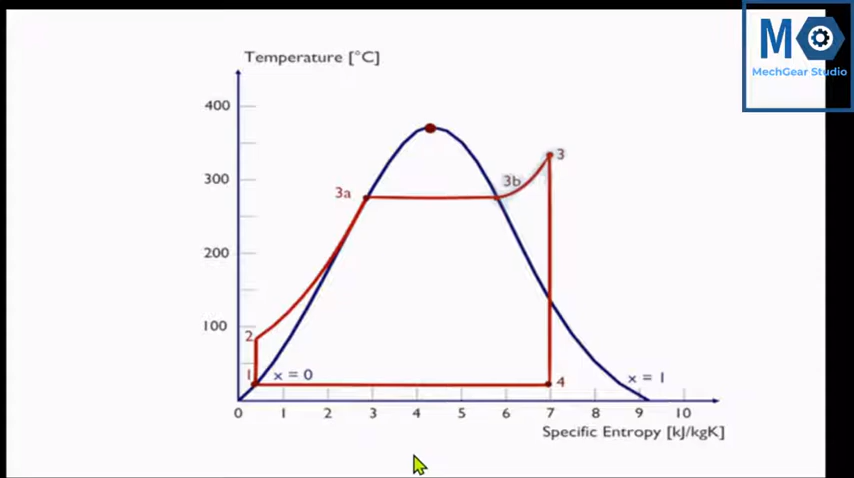 MO
MechGear Studio
Temperature [°C]
400
3
300
3b
3a
200
100
2
1
x = 0
4
x = 1
0 1 2 3 4 5 6 7 8 9 10
Specific Entropy [kJ/kgK]